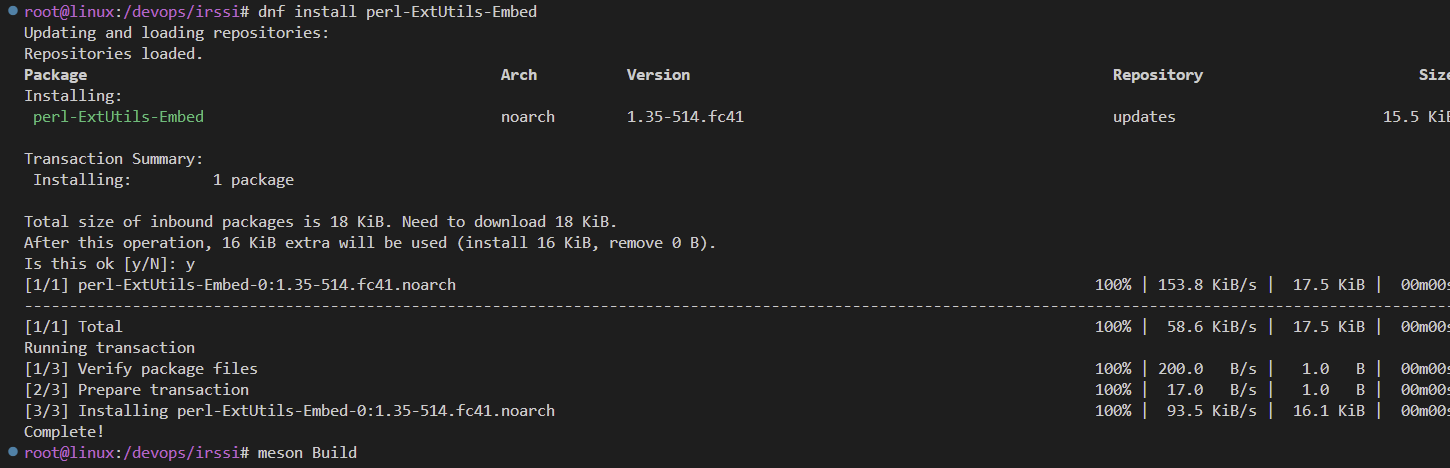 root@linux:/devops/irssi# dnf install perl-ExtUtils-Embed
Updating and loading repositories:
Repositories loaded.
Package Arch Version Repository Size
Installing:
perl-ExtUtils-Embed noarch 1.35-514.fc41 updates 15.5 KiB
Transaction Summary:
Installing: 1 package
Total size of inbound packages is 18 KiB. Need to download 18 KiB.
After this operation, 16 KiB extra will be used (install 16 KiB, remove 0 B).
Is this ok [y/N]: y
[1/1] perl-ExtUtils-Embed-0:1.35-514.fc41.noarch 100% | 153.8 KiB/s | 17.5 KiB | 00m00s
--------------------------------------------------------------------------------
[1/1] Total 100% | 58.6 KiB/s | 17.5 KiB | 00m00s
Running transaction
[1/3] Verify package files 100% | 200.0 B/s | 1.0 B | 00m00s
[2/3] Prepare transaction 100% | 17.0 B/s | 1.0 B | 00m00s
[3/3] Installing perl-ExtUtils-Embed-0:1.35-514.fc41.noarch 100% | 93.5 KiB/s | 16.1 KiB | 00m00s
Complete!
root@linux:/devops/irssi# meson Build